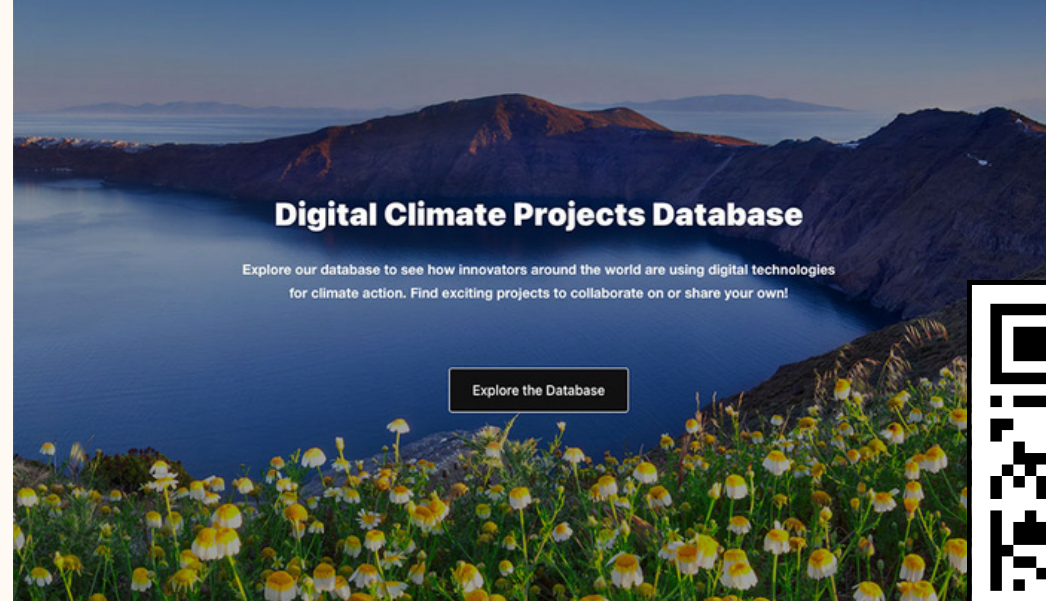 Digital Climate Projects Database
Explore our database to see how innovators around the world are using digital technologies
for climate action. Find exciting projects to collaborate on or share your own!
Explore the Database